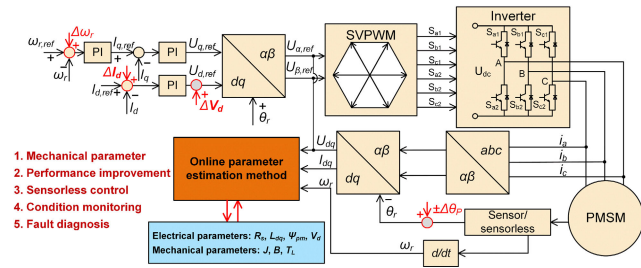 Δω_r
ω_r,ref
PI
I_q,ref
PI
U_q,ref
ω_r
I_q
ΔI_d
U_d,ref
I_d,ref
PI
I_d
ΔV_d
αβ
dq
θ_r
U_α,ref
U_β,ref
SVPWM
S_a1
S_b1
S_c1
S_a2
S_b2
S_c2
Inverter
S_a1 S_b1 S_c1
U_dc
A
B
C
S_a2 S_b2 S_c2
1. Mechanical parameter
2. Performance improvement
3. Sensorless control
4. Condition monitoring
5. Fault diagnosis
Online parameter
estimation method
U_dq
I_dq
ω_r
αβ
dq
abc
αβ
i_a
i_b
i_c
θ_r
±Δθ_P
Sensor/
sensorless
PMSM
ω_r
d/dt
Electrical parameters: R_s, L_dq, Ψ_pm, V_d
Mechanical parameters: J, B, T_L